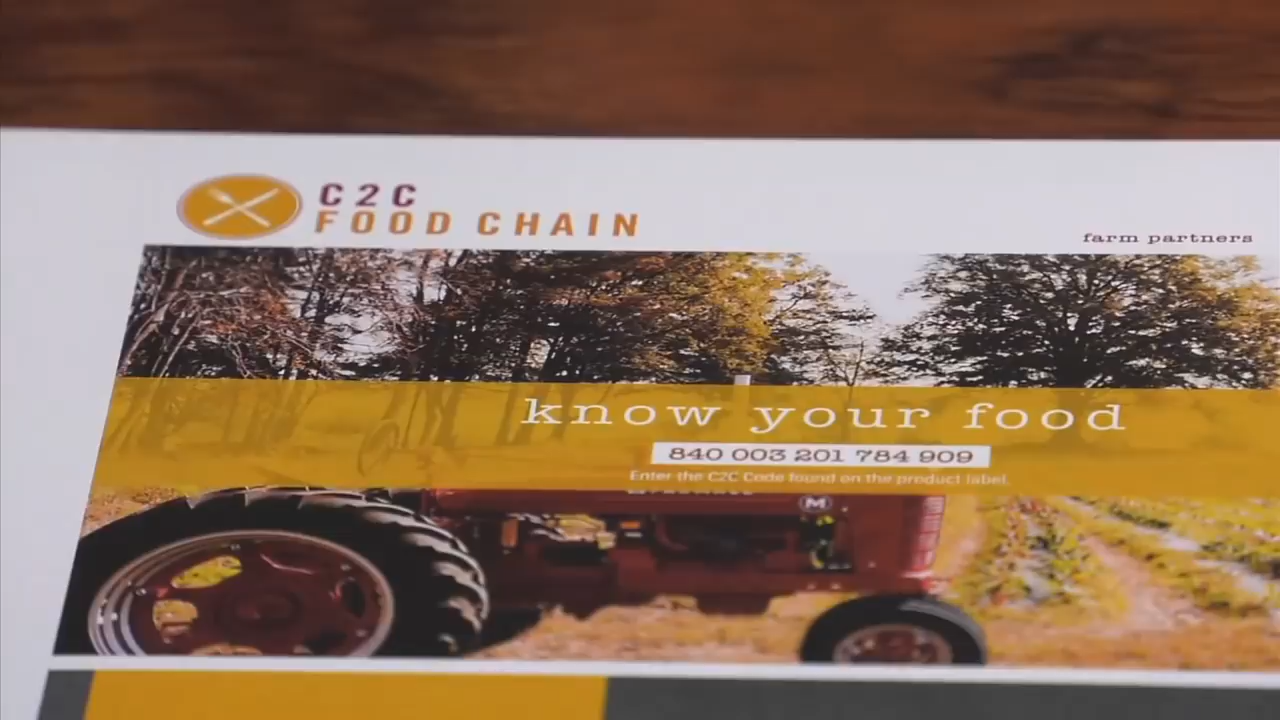 C2C
FOOD CHAIN
farm partners
know your food
840 003 201 784 909
Enter the C2C Code found on the product label.
M